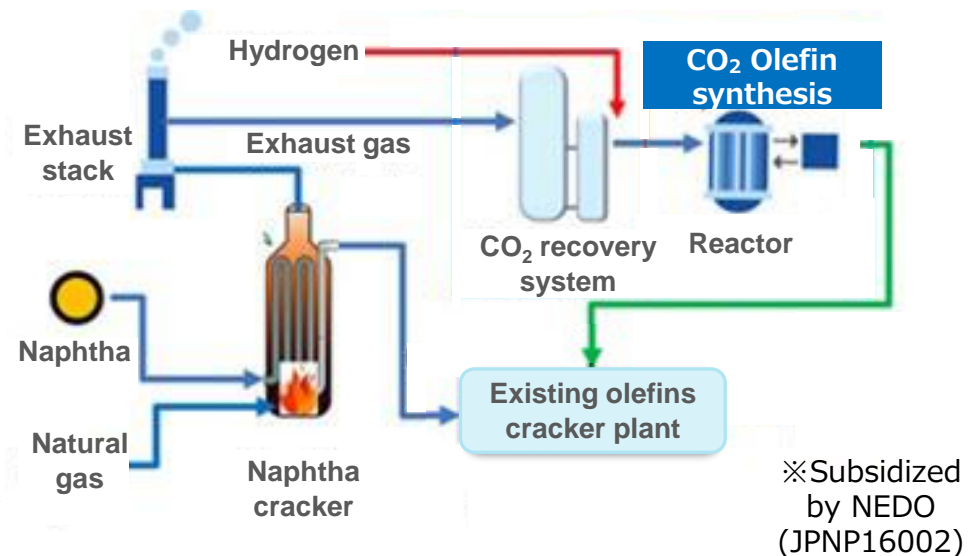 Hydrogen
CO₂ Olefin
synthesis
Exhaust
stack
Exhaust gas
CO₂ recovery
system
Reactor
Naphtha
Existing olefins
cracker plant
Natural
gas
Naphtha
cracker
※Subsidized
by NEDO
(JPNP16002)